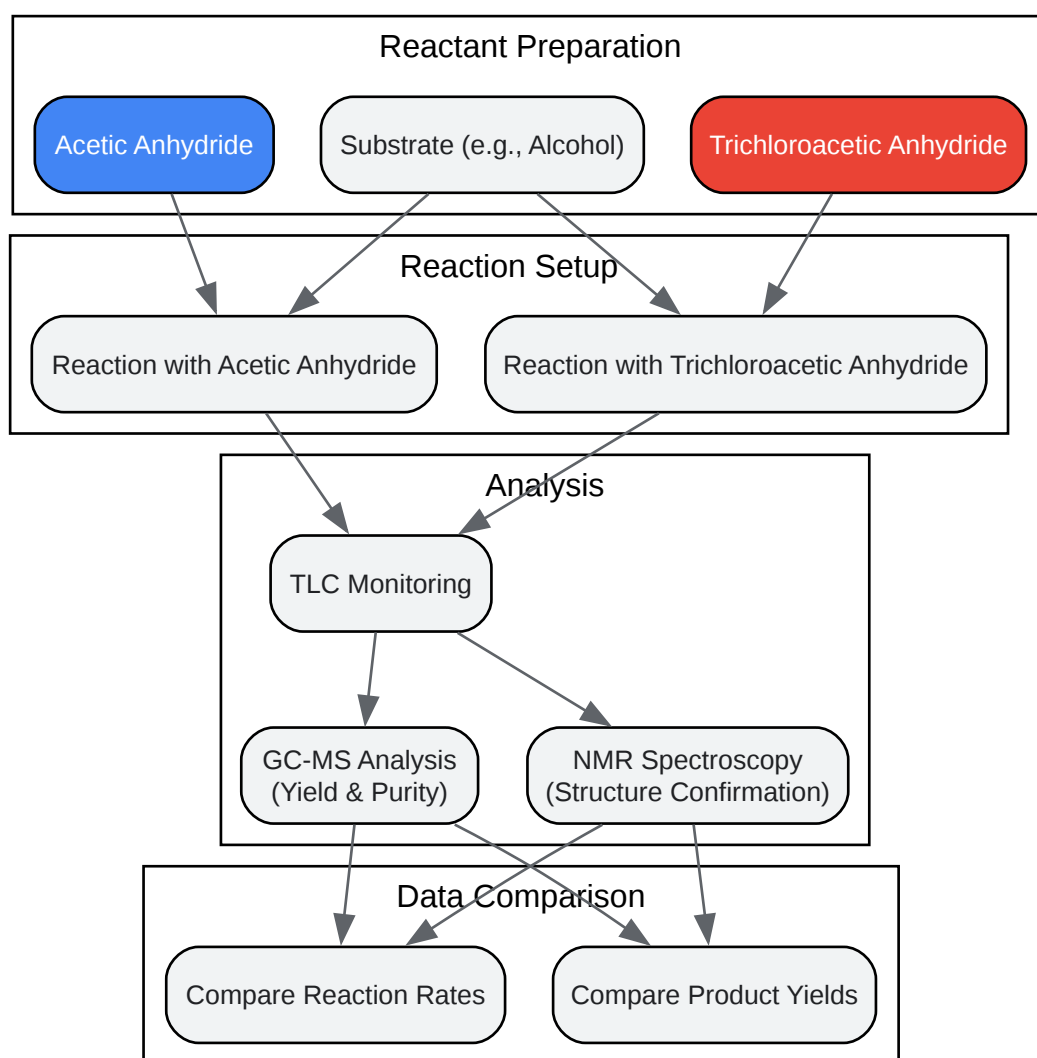 Reactant Preparation
Acetic Anhydride
Substrate (e.g., Alcohol)
Trichloroacetic Anhydride
Reaction Setup
Reaction with Acetic Anhydride
Reaction with Trichloroacetic Anhydride
Analysis
TLC Monitoring
GC-MS Analysis
(Yield & Purity)
NMR Spectroscopy
(Structure Confirmation)
Data Comparison
Compare Reaction Rates
Compare Product Yields